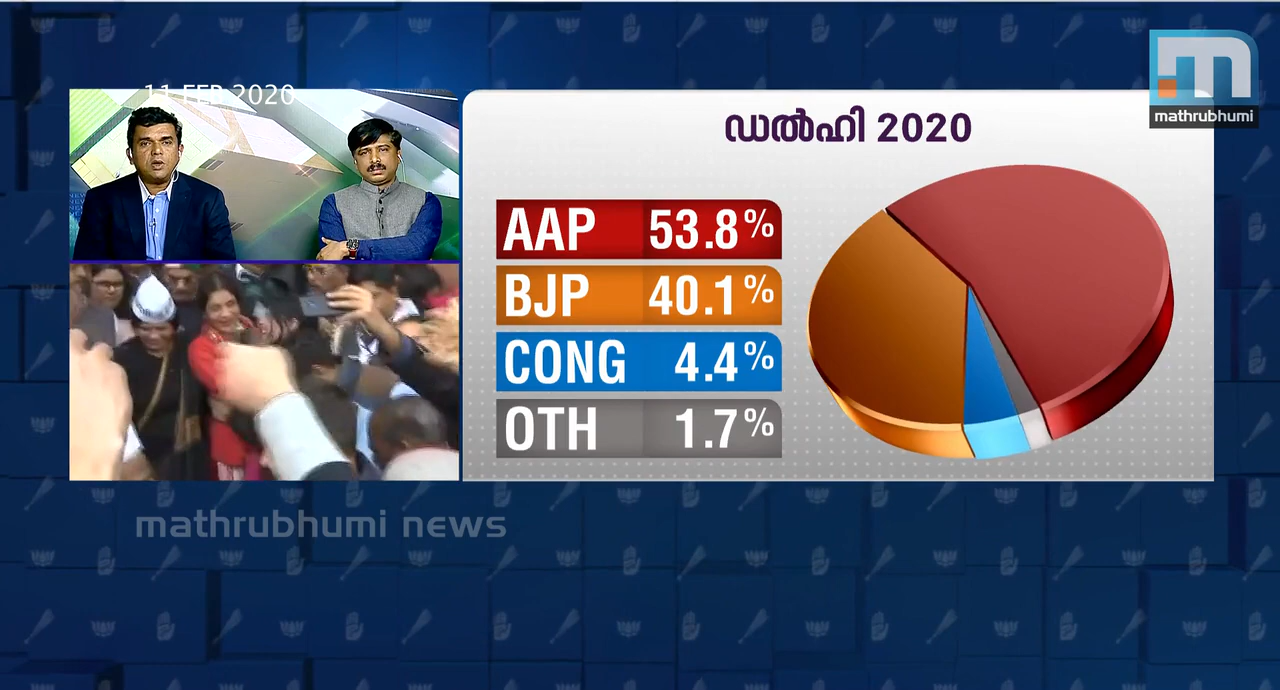 11 FEB 2020
mathrubhumi
ഡൽഹി 2020
AAP 53.8%
BJP 40.1%
CONG 4.4%
OTH 1.7%
mathrubhumi news